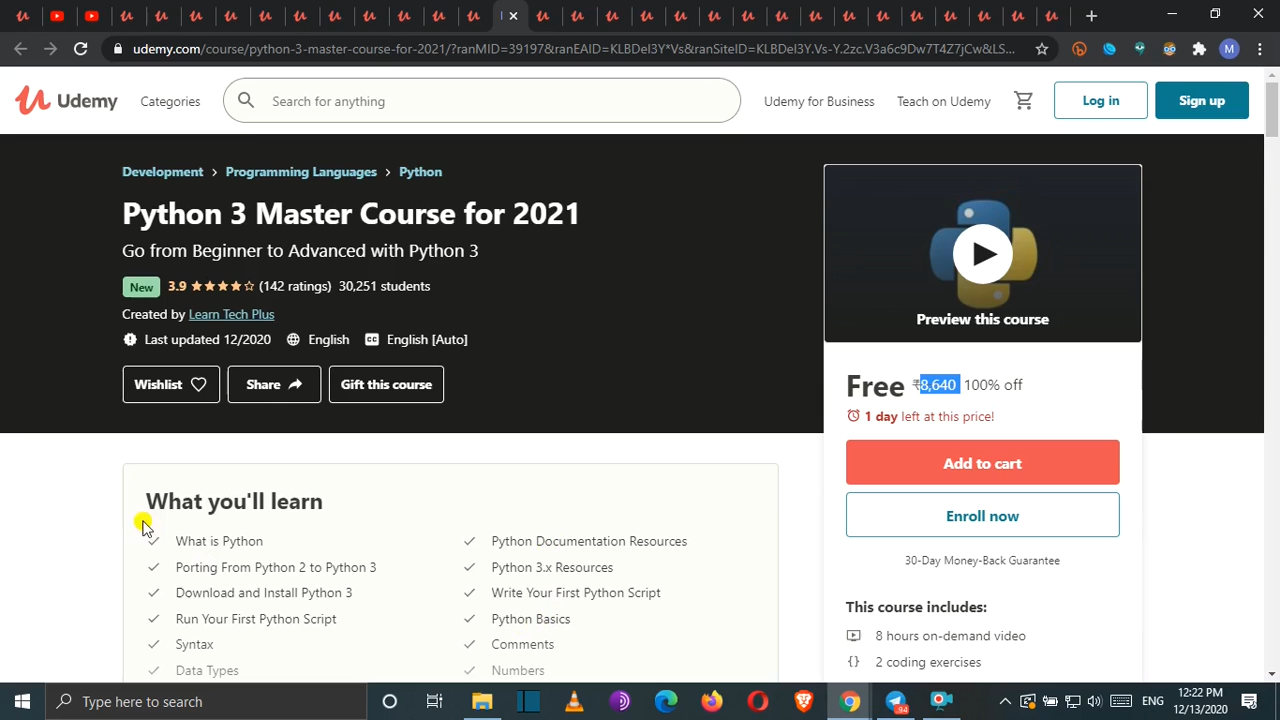 udemy.com/course/python-3-master-course-for-2021/?ranMID=39197&ranEAID=KLBDel3Y*Vs&ranSiteID=KLBDel3Y.Vs-Y.2zc.V3a6c9Dw7T4Z7jCw&LS...
M
Udemy
Categories
Search for anything
Udemy for Business
Teach on Udemy
Log in
Sign up
Development > Programming Languages > Python
Python 3 Master Course for 2021
Go from Beginner to Advanced with Python 3
New 3.9 (142 ratings) 30,251 students
Created by Learn Tech Plus
Last updated 12/2020 English English [Auto]
Wishlist
Share
Gift this course
Preview this course
Free ₹8,640 100% off
1 day left at this price!
Add to cart
Enroll now
30-Day Money-Back Guarantee
This course includes:
8 hours on-demand video
2 coding exercises
What you'll learn
What is Python
Porting From Python 2 to Python 3
Download and Install Python 3
Run Your First Python Script
Syntax
Data Types
Python Documentation Resources
Python 3.x Resources
Write Your First Python Script
Python Basics
Comments
Numbers
Type here to search
94
ENG
12:22 PM
12/13/2020